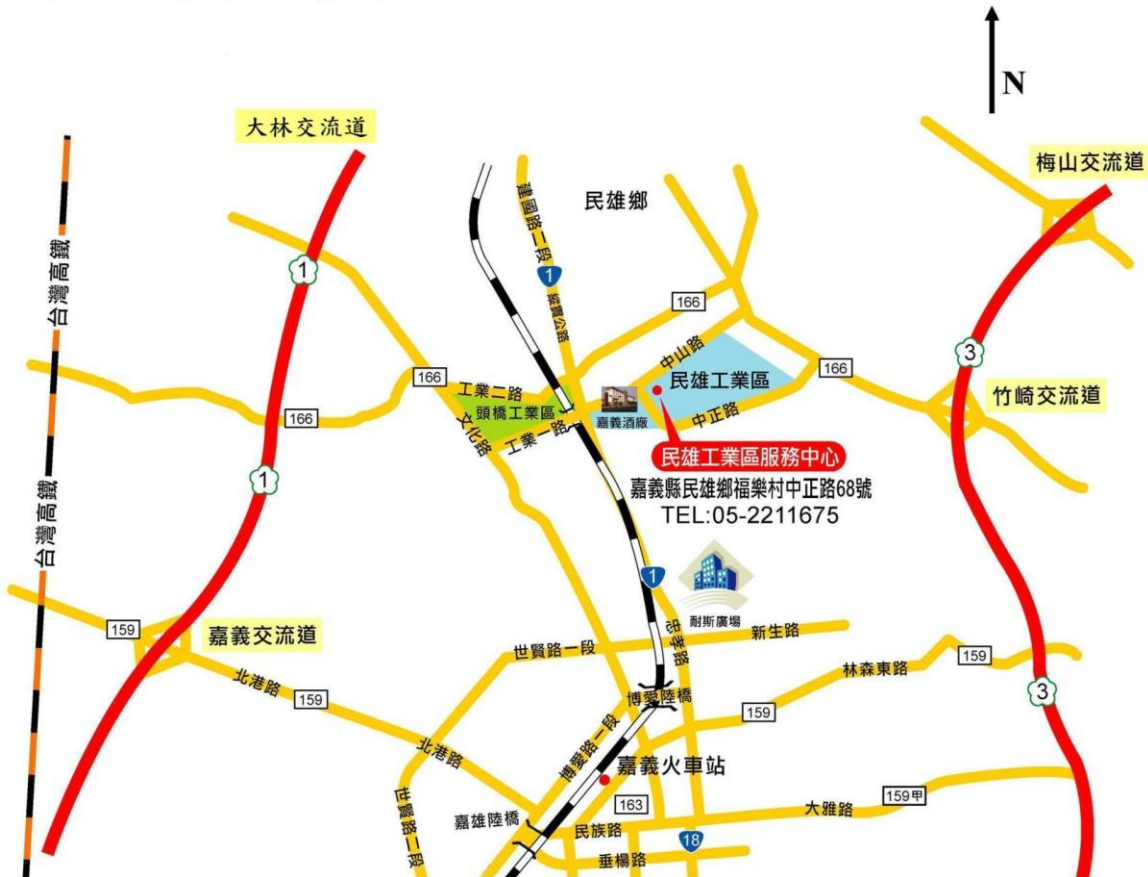 N
大林交流道
梅山交流道
民雄鄉
建國路二段
台灣高鐵
1
1
縱貫公路
166
3
中山路
166
民雄工業區
166
竹崎交流道
工業二路
頭橋工業區
嘉義酒廠
中正路
166
文化路
工業一路
民雄工業區服務中心
嘉義縣民雄鄉福樂村中正路68號
TEL:05-2211675
1
台灣高鐵
1
耐斯廣場
159
嘉義交流道
世賢路一段
忠孝路
新生路
北港路
159
林森東路
159
博愛陸橋
3
159
博愛路一段
北港路
嘉義火車站
163
159甲
大雅路
世賢路二段
嘉雄陸橋
民族路
18
垂楊路